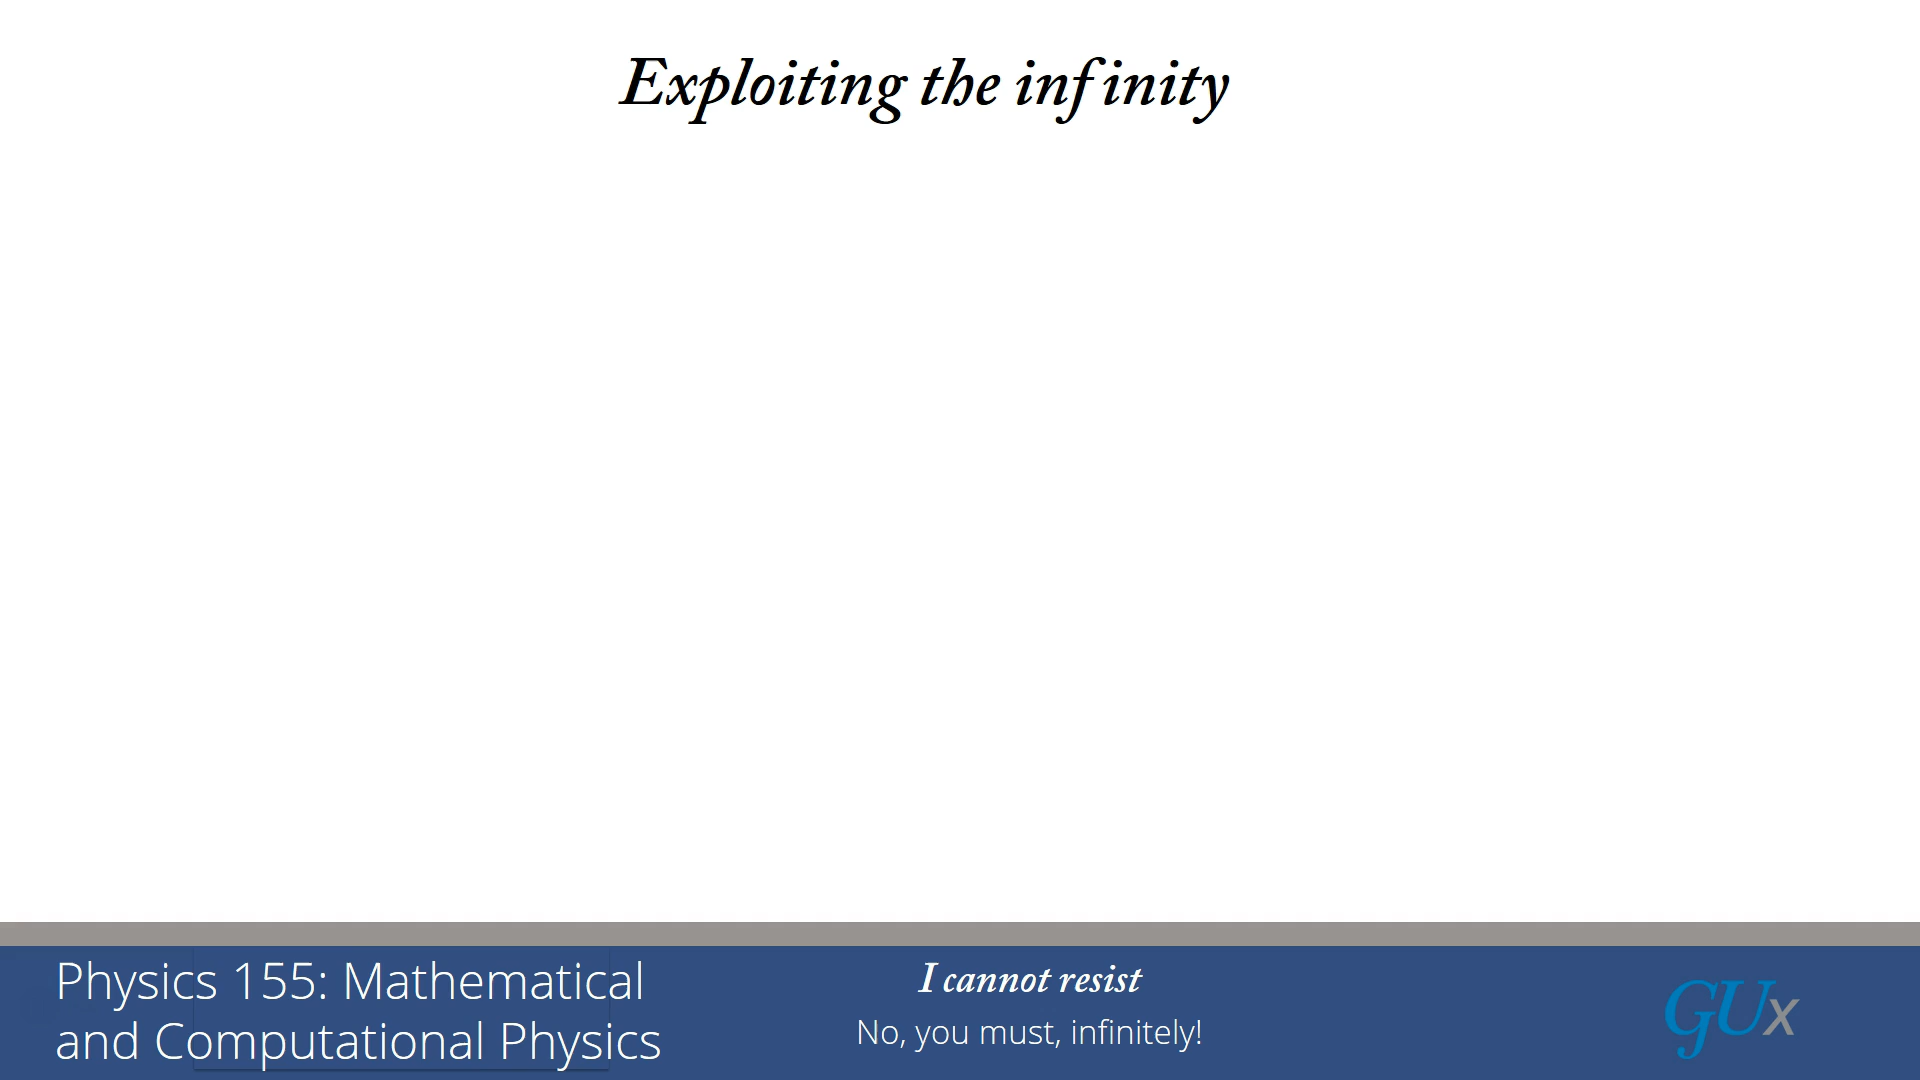 Exploiting the infinity
Physics 155: Mathematical
and Computational Physics
I cannot resist
No, you must, infinitely!
GUx